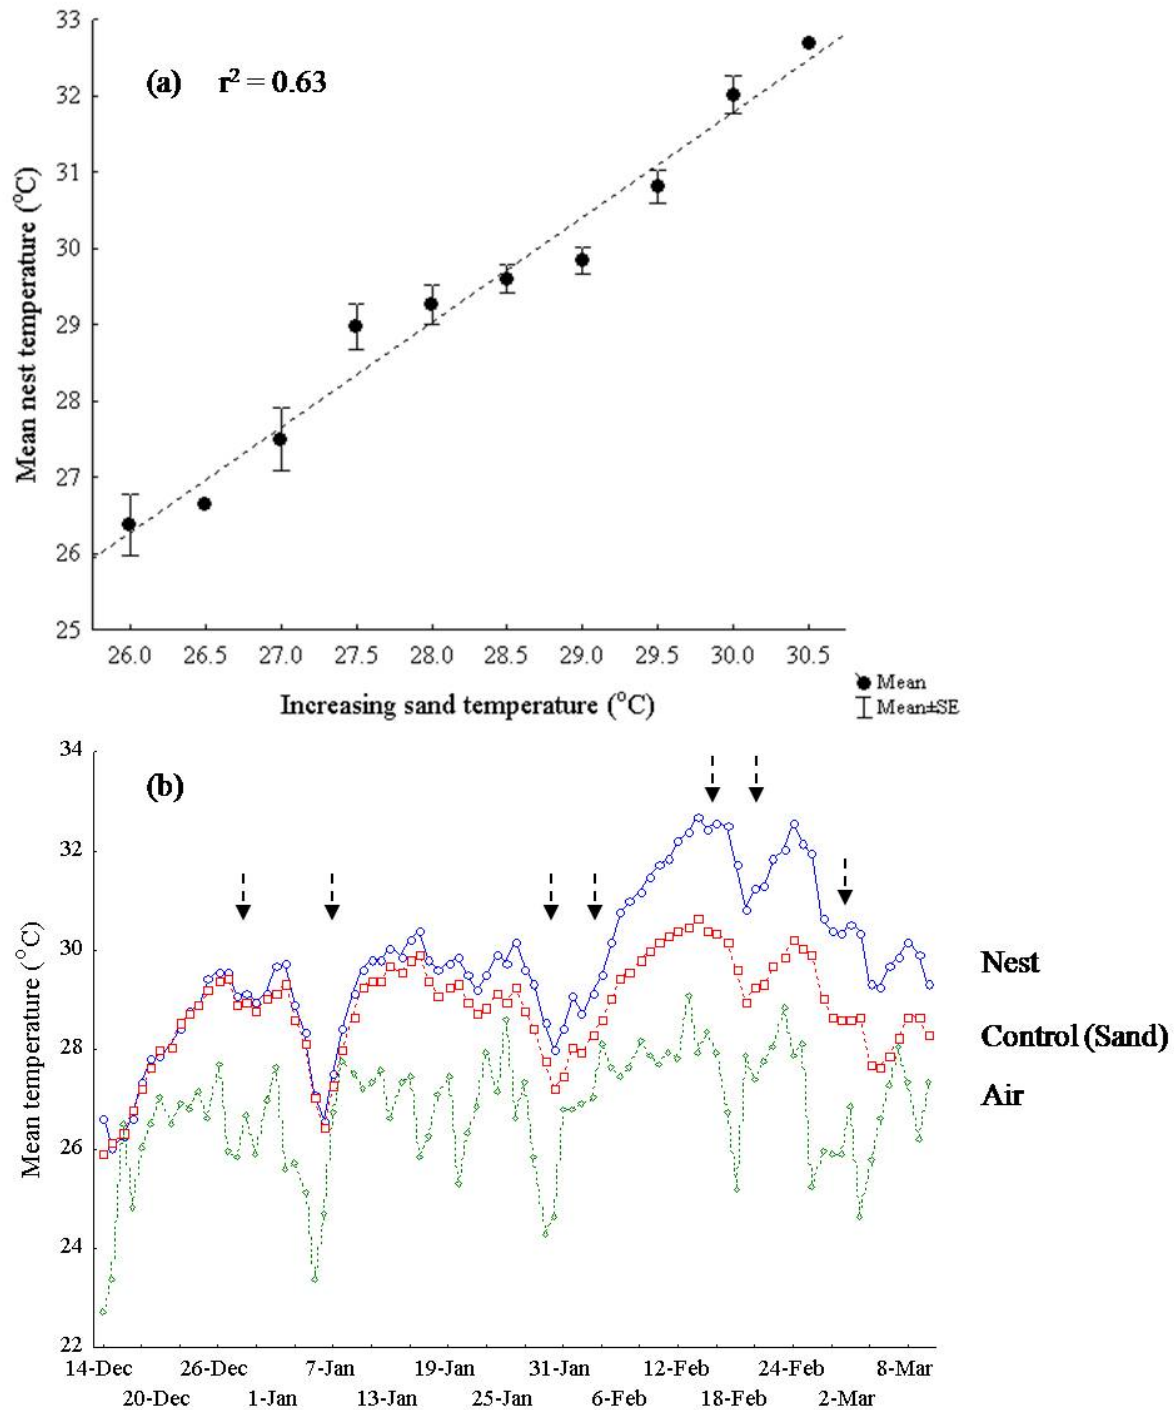 33
(a) r² = 0.63
32
31
30
29
28
27
26
25
Mean nest temperature (°C)
26.0 26.5 27.0 27.5 28.0 28.5 29.0 29.5 30.0 30.5
Increasing sand temperature (°C)
Mean
Mean±SE
34
(b)
32
30
28
26
24
22
Mean temperature (°C)
Nest
Control (Sand)
Air
14-Dec 26-Dec 7-Jan 19-Jan 31-Jan 12-Feb 24-Feb 8-Mar
20-Dec 1-Jan 13-Jan 25-Jan 6-Feb 18-Feb 2-Mar